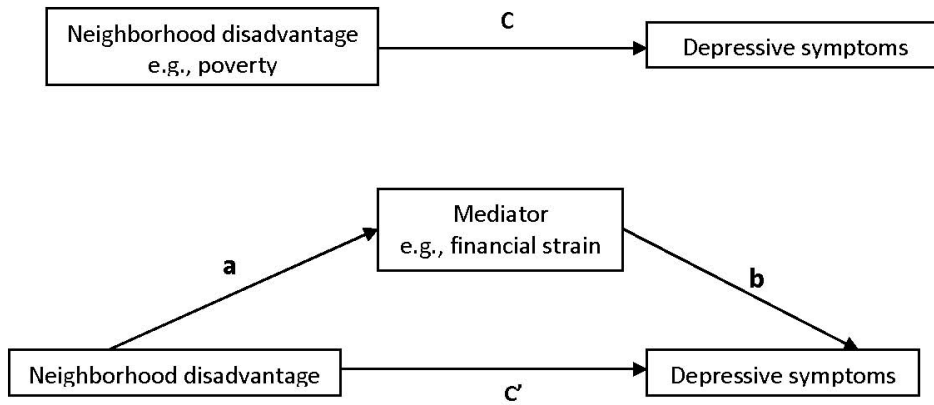 C
Neighborhood disadvantage
e.g., poverty
Depressive symptoms
Mediator
e.g., financial strain
a
b
Neighborhood disadvantage
Depressive symptoms
C’